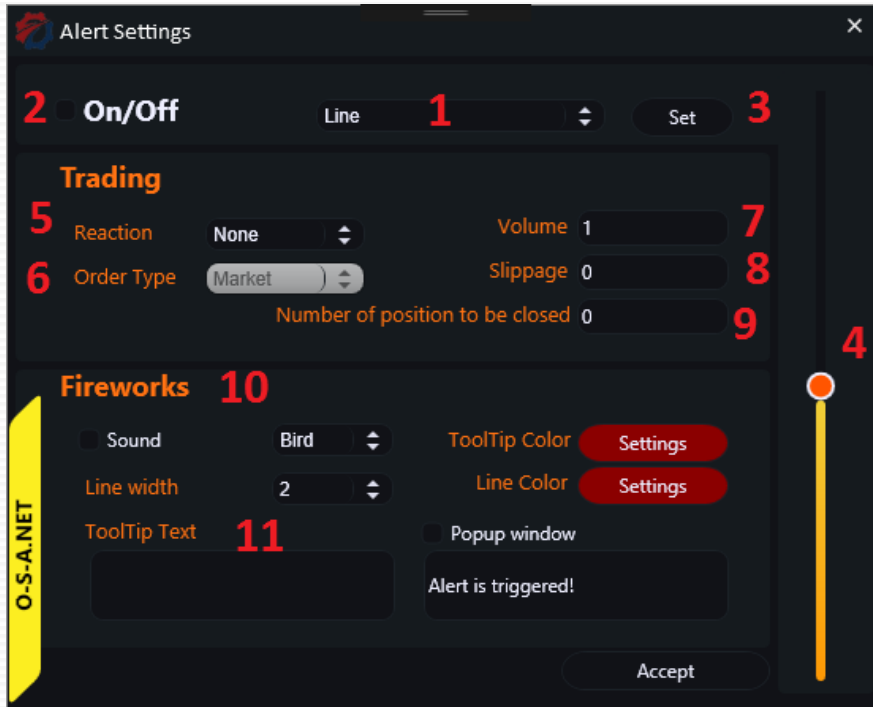 Alert Settings
2 On/Off Line 1 Set 3
Trading
5 Reaction None Volume 1 7
6 Order Type Market Slippage 0 8
Number of position to be closed 0 9
4
Fireworks 10
Sound Bird ToolTip Color Settings
Line width 2 Line Color Settings
ToolTip Text 11 Popup window
Alert is triggered!
O-S-A.NET
Accept